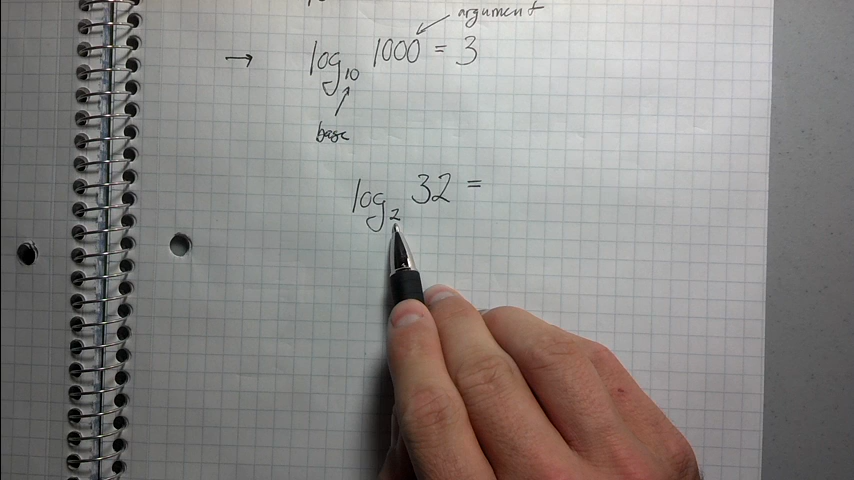 argument
→ log₁₀ 1000 = 3
base
log₂ 32 =